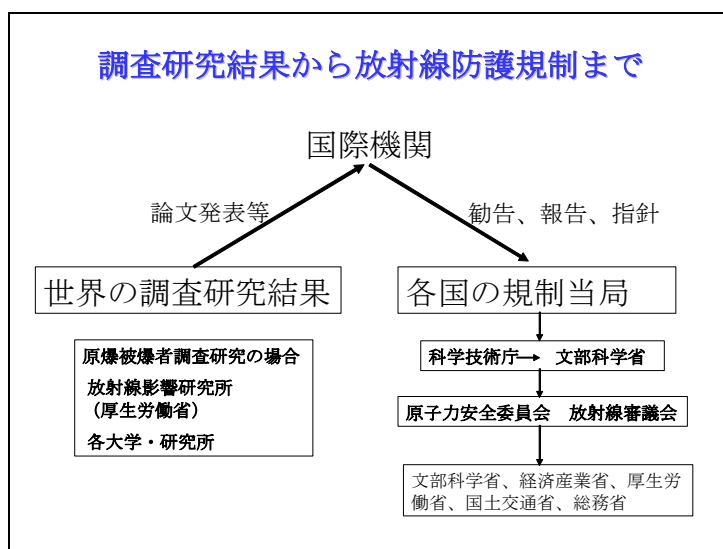 調査研究結果から放射線防護規制まで
国際機関
論文発表等
勧告、報告、指針
世界の調査研究結果
各国の規制当局
原爆被爆者調査研究の場合
放射線影響研究所
（厚生労働省）
各大学・研究所
科学技術庁→ 文部科学省
原子力安全委員会 放射線審議会
文部科学省、経済産業省、厚生労
働省、国土交通省、総務省